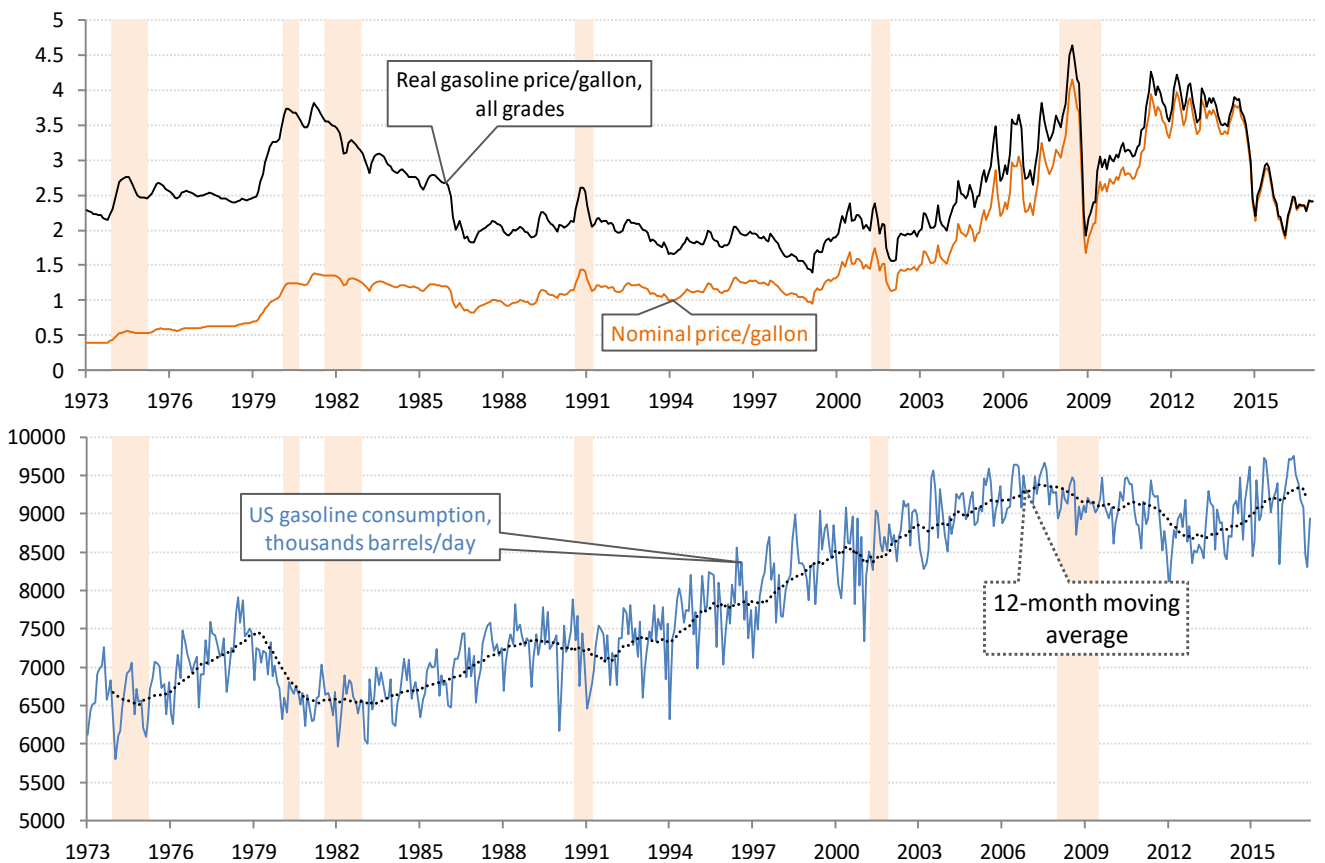 5
4.5
4
3.5
3
2.5
2
1.5
1
0.5
0
Real gasoline price/gallon,
all grades
Nominal price/gallon
1973 1976 1979 1982 1985 1988 1991 1994 1997 2000 2003 2006 2009 2012 2015
10000
9500
9000
8500
8000
7500
7000
6500
6000
5500
5000
US gasoline consumption,
thousands barrels/day
12-month moving
average
1973 1976 1979 1982 1985 1988 1991 1994 1997 2000 2003 2006 2009 2012 2015